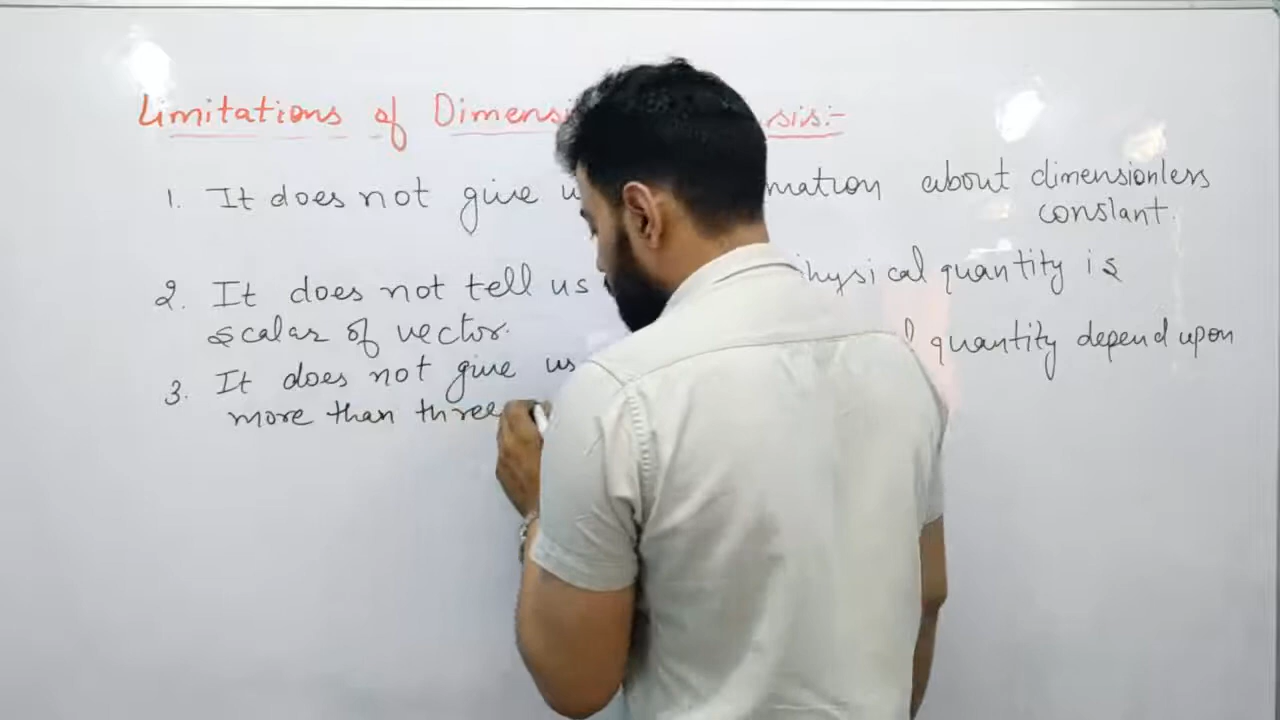 Limitations of Dimensi sis:-
1. It does not give u mation about dimensionless
constant.
2. It does not tell us hysical quantity is
scalar of vector.
3. It does not give us l quantity depend upon
more than three